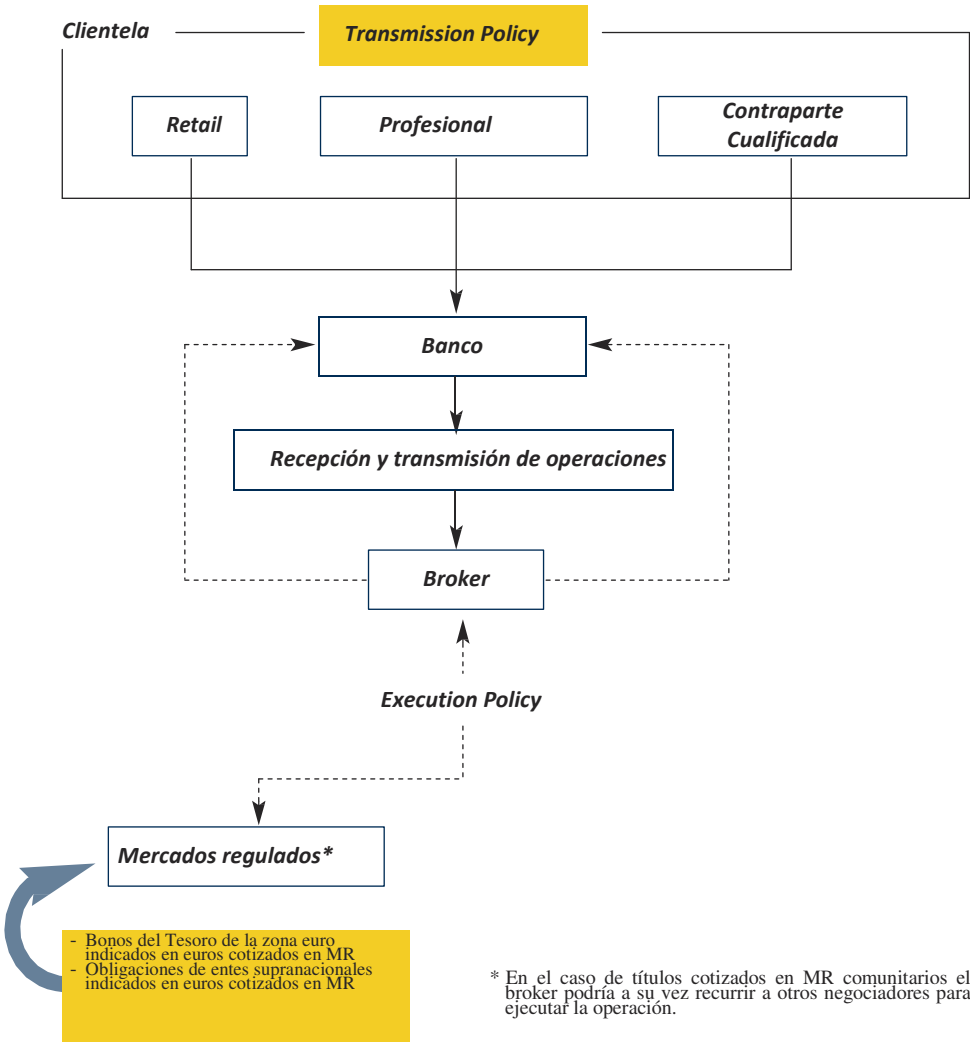 Clientela
Transmission Policy
Retail
Profesional
Contraparte
Cualificada
Banco
Recepción y transmisión de operaciones
Broker
Execution Policy
Mercados regulados*
- Bonos del Tesoro de la zona euro
indicados en euros cotizados en MR
- Obligaciones de entes supranacionales
indicados en euros cotizados en MR
* En el caso de títulos cotizados en MR comunitarios el
broker podría a su vez recurrir a otros negociadores para
ejecutar la operación.